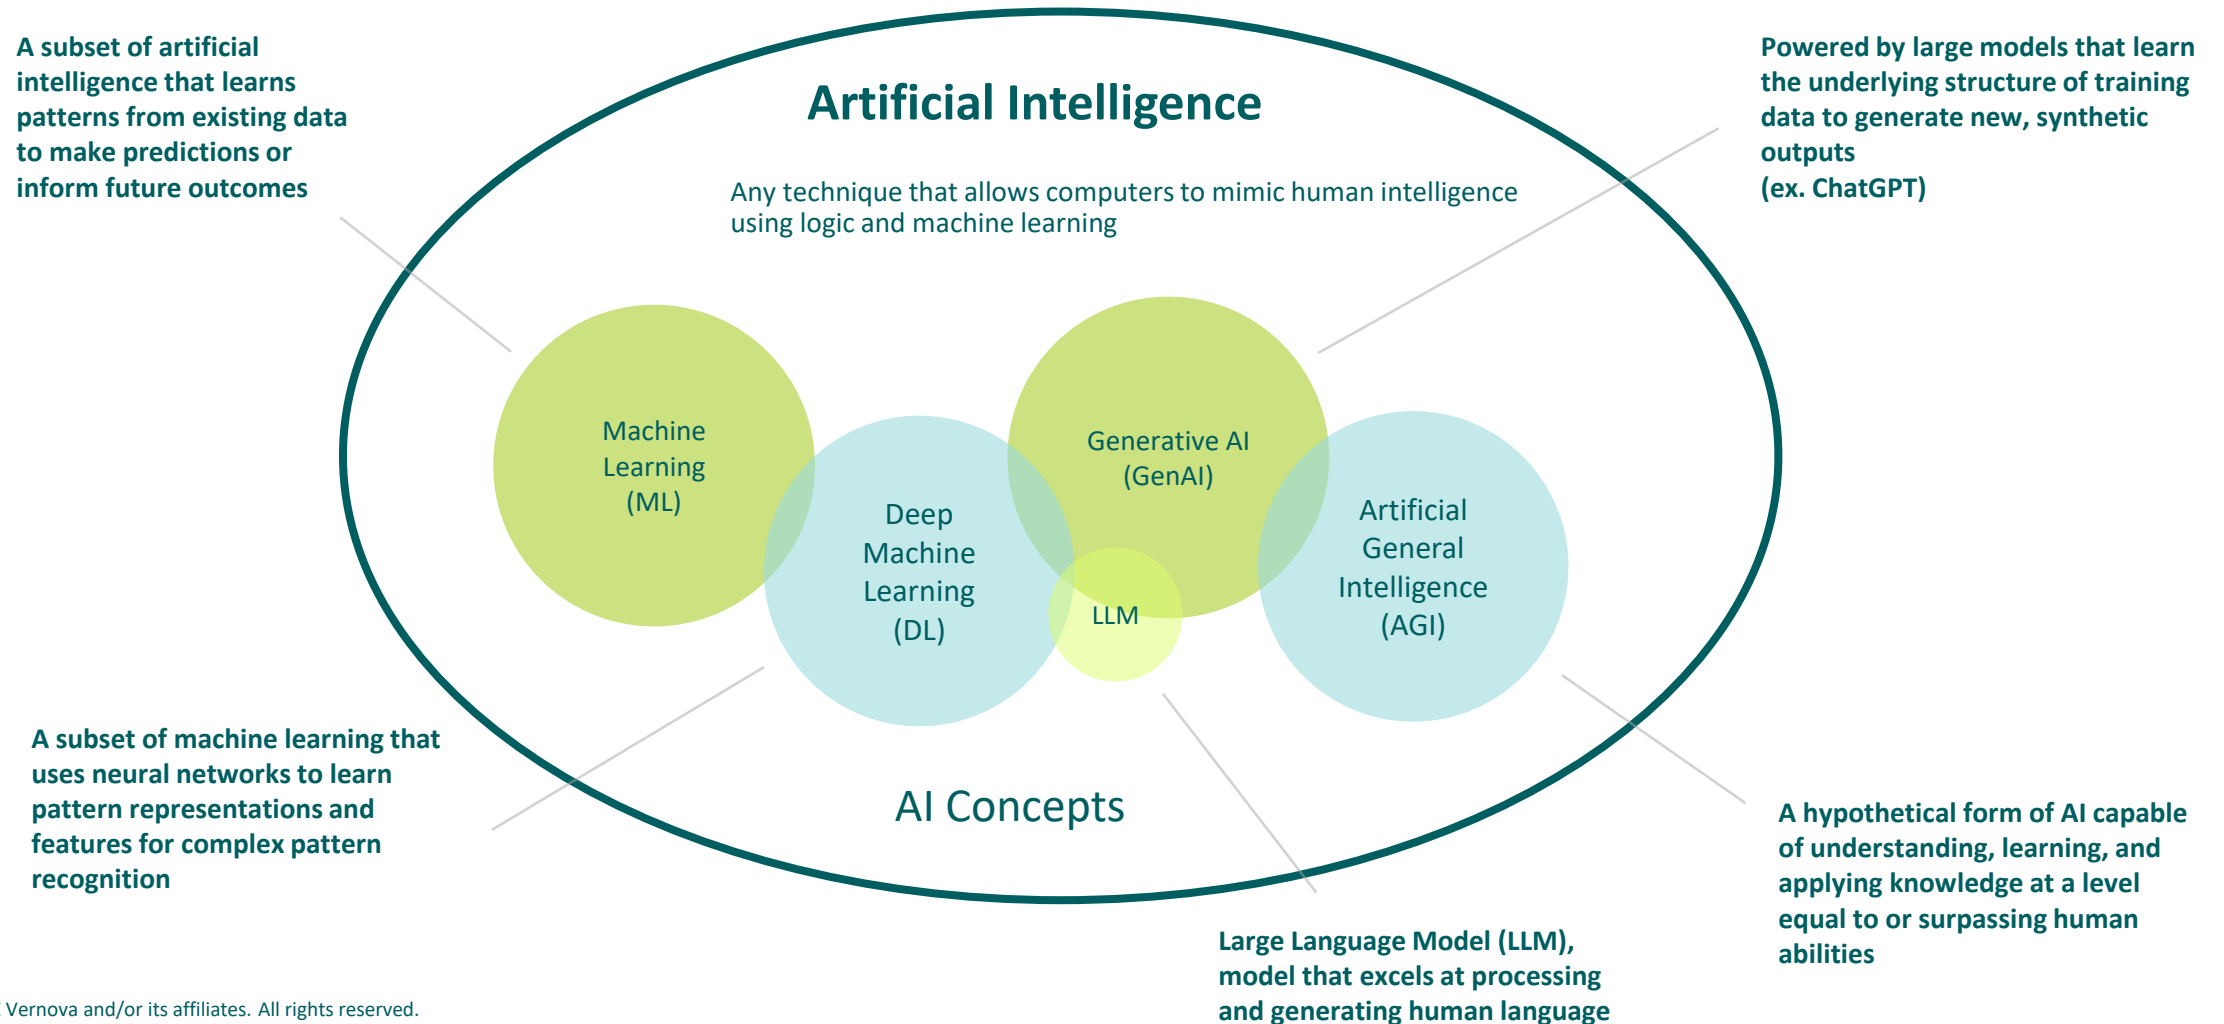 A subset of artificial
intelligence that learns
patterns from existing data
to make predictions or
inform future outcomes
Artificial Intelligence
Any technique that allows computers to mimic human intelligence
using logic and machine learning
Powered by large models that learn
the underlying structure of training
data to generate new, synthetic
outputs
(ex. ChatGPT)
Machine
Learning
(ML)
Deep
Machine
Learning
(DL)
Generative AI
(GenAI)
LLM
Artificial
General
Intelligence
(AGI)
A subset of machine learning that
uses neural networks to learn
pattern representations and
features for complex pattern
recognition
AI Concepts
Large Language Model (LLM),
model that excels at processing
and generating human language
A hypothetical form of AI capable
of understanding, learning, and
applying knowledge at a level
equal to or surpassing human
abilities
Vernova and/or its affiliates. All rights reserved.